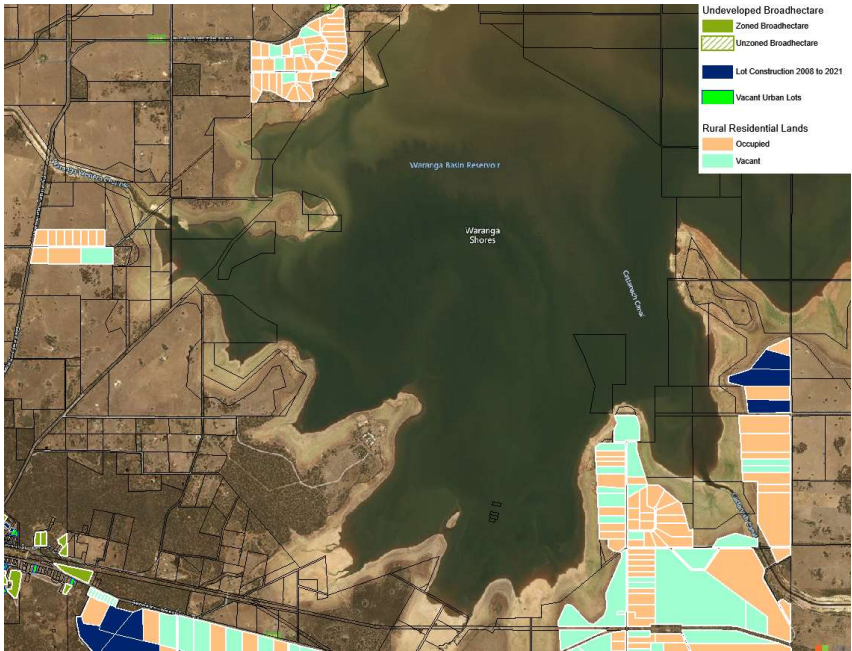 Undeveloped Broadhectare
Zoned Broadhectare
Unzoned Broadhectare
Lot Construction 2008 to 2021
Vacant Urban Lots
Rural Residential Lands
Occupied
Vacant
Waranga Basin Reservoir
Waranga
Shores